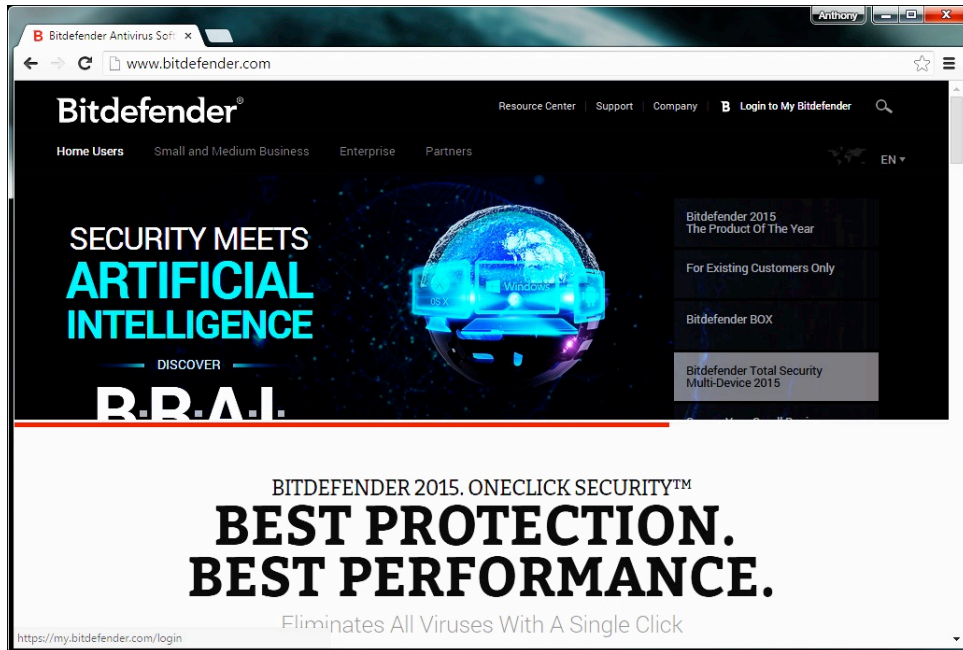 Anthony
B Bitdefender Antivirus Soft
www.bitdefender.com
Bitdefender®
Resource Center Support Company B Login to My Bitdefender
Home Users Small and Medium Business Enterprise Partners
EN
SECURITY MEETS
ARTIFICIAL
INTELLIGENCE
DISCOVER
B·R·A·I·
OS X
Windows
Bitdefender 2015
The Product Of The Year
For Existing Customers Only
Bitdefender BOX
Bitdefender Total Security
Multi-Device 2015
BITDEFENDER 2015. ONECLICK SECURITY™
BEST PROTECTION.
BEST PERFORMANCE.
Eliminates All Viruses With A Single Click
https://my.bitdefender.com/login